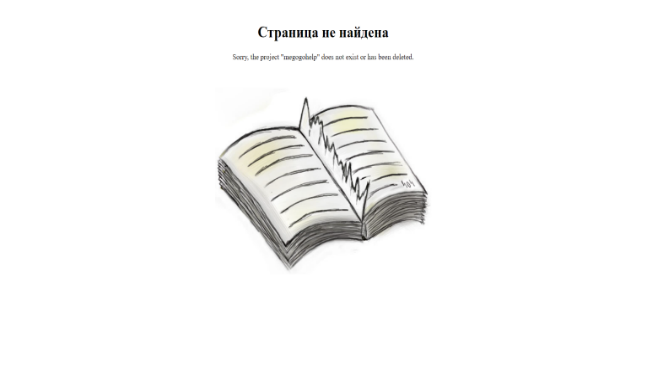 Страница не найдена
Sorry, the project "megogohelp" does not exist or has been deleted.